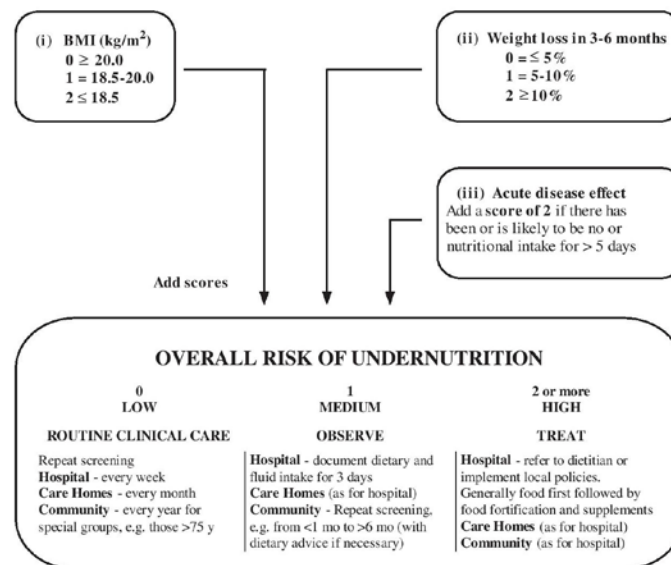 (i) BMI (kg/m²)
0 ≥ 20.0
1 = 18.5-20.0
2 ≤ 18.5
(ii) Weight loss in 3-6 months
0 = ≤ 5%
1 = 5-10%
2 ≥10%
(iii) Acute disease effect
Add a score of 2 if there has
been or is likely to be no or
nutritional intake for > 5 days
Add scores
OVERALL RISK OF UNDERNUTRITION
0
LOW
ROUTINE CLINICAL CARE
Repeat screening
Hospital - every week
Care Homes - every month
Community - every year for
special groups, e.g. those >75 y
1
MEDIUM
OBSERVE
Hospital - document dietary and
fluid intake for 3 days
Care Homes (as for hospital)
Community - Repeat screening,
e.g. from <1 mo to >6 mo (with
dietary advice if necessary)
2 or more
HIGH
TREAT
Hospital - refer to dietitian or
implement local policies.
Generally food first followed by
food fortification and supplements
Care Homes (as for hospital)
Community (as for hospital)